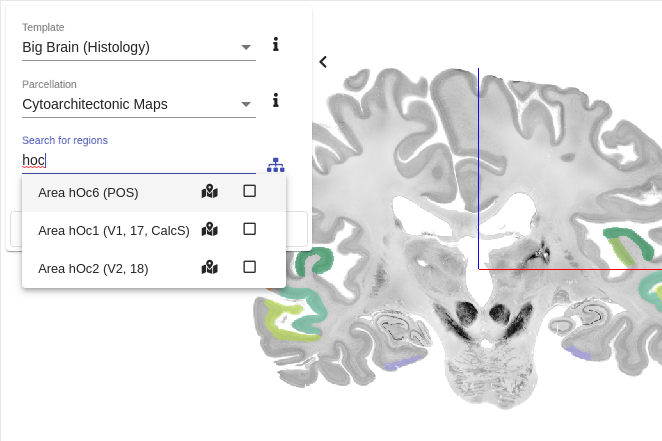 Template
Big Brain (Histology)
Parcellation
Cytoarchitectonic Maps
Search for regions
hoc
Area hOc6 (POS)
Area hOc1 (V1, 17, CalcS)
Area hOc2 (V2, 18)